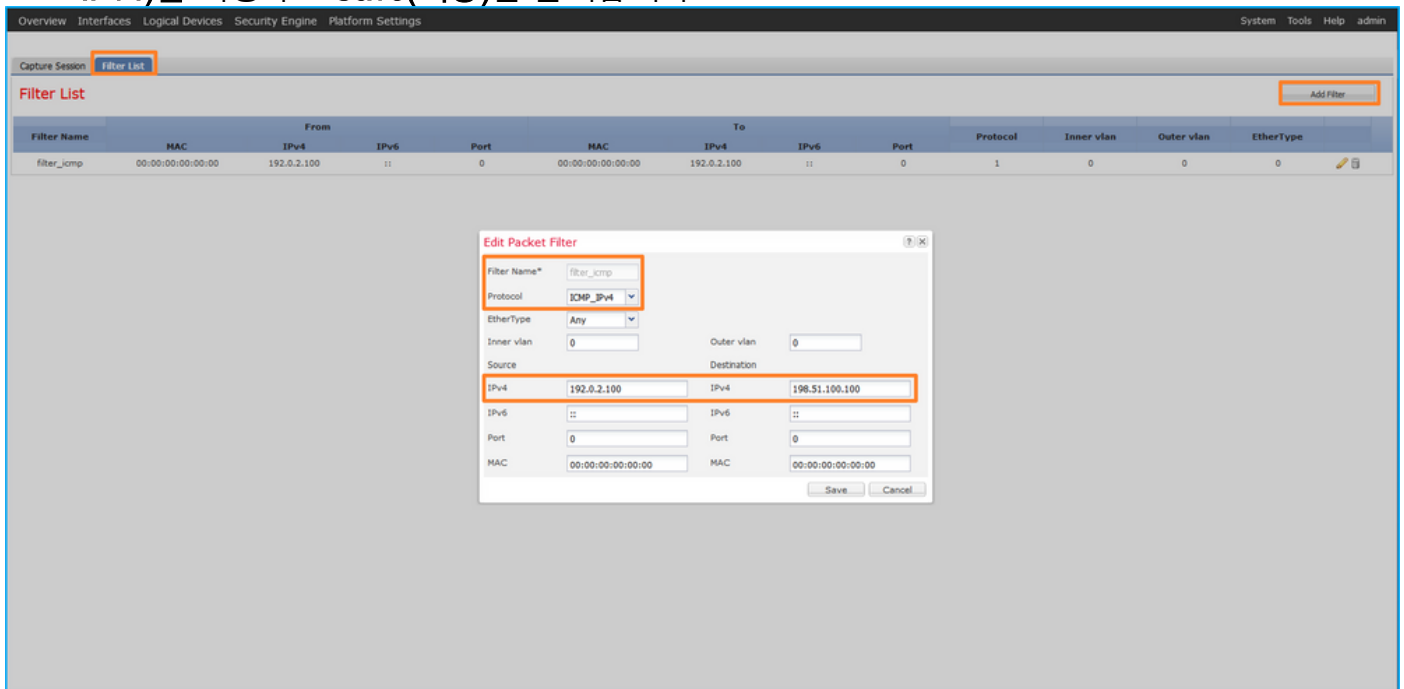 Save(저장)
Overview Interfaces Logical Devices Security Engine Platform Settings System Tools Help admin
Capture Session Filter List
Filter List Add Filter
Filter Name From To Protocol Inner vlan Outer vlan EtherType
MAC IPv4 IPv6 Port MAC IPv4 IPv6 Port
filter_icmp 00:00:00:00:00:00 192.0.2.100 :: 0 00:00:00:00:00:00 192.0.2.100 :: 0 1 0 0 0
Edit Packet Filter ? X
Filter Name* filter_icmp
Protocol ICMP_IPv4
EtherType Any
Inner vlan 0 Outer vlan 0
Source Destination
IPv4 192.0.2.100 IPv4 198.51.100.100
IPv6 :: IPv6 ::
Port 0 Port 0
MAC 00:00:00:00:00:00 MAC 00:00:00:00:00:00
Save Cancel